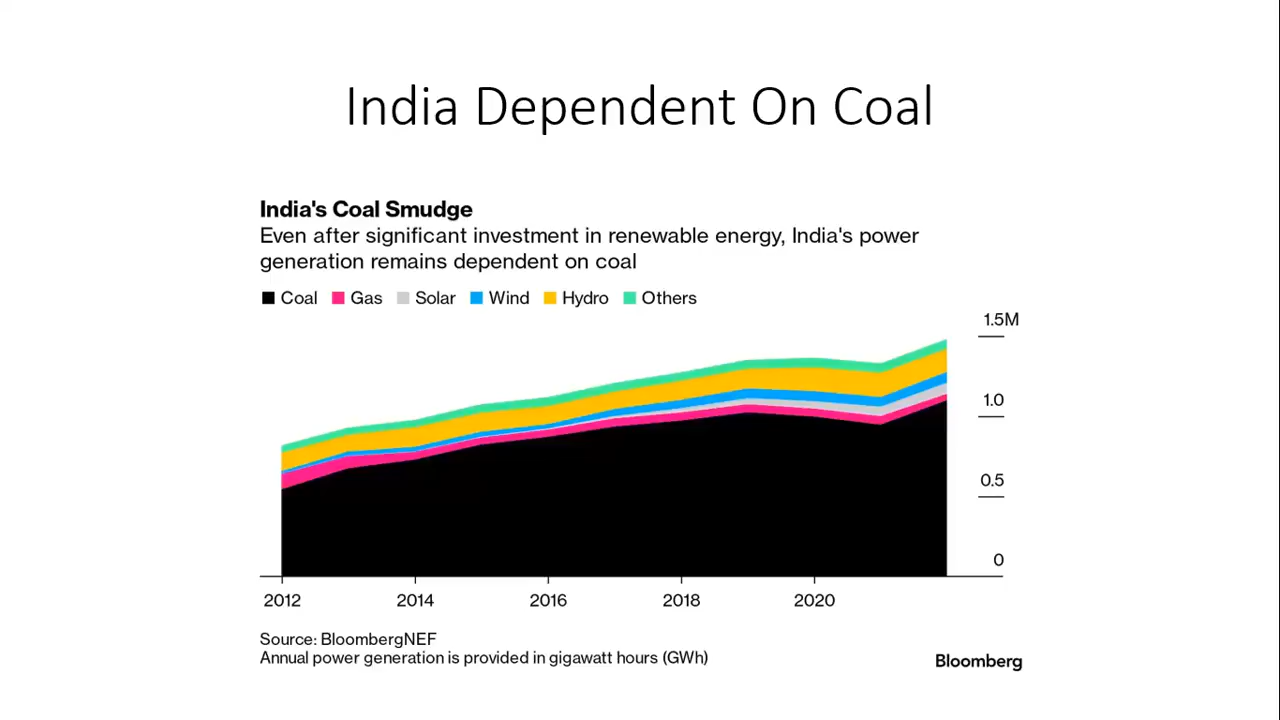 India Dependent On Coal
India's Coal Smudge
Even after significant investment in renewable energy, India's power
generation remains dependent on coal
Coal Gas Solar Wind Hydro Others
1.5M
1.0
0.5
0
2012 2014 2016 2018 2020
Source: BloombergNEF
Annual power generation is provided in gigawatt hours (GWh)
Bloomberg